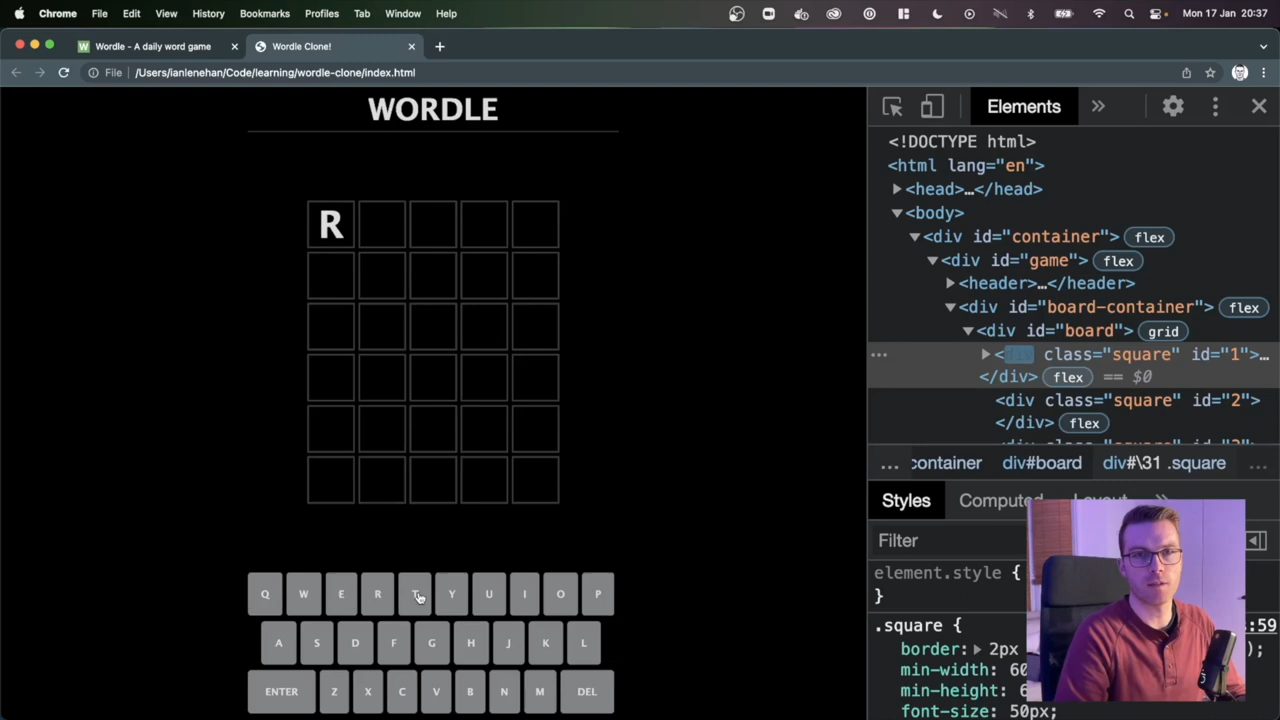 Chrome File Edit View History Bookmarks Profiles Tab Window Help Mon 17 Jan 20:37
Wordle - A daily word game Wordle Clone!
File /Users/ianlenehan/Code/learning/wordle-clone/index.html
WORDLE
R
Q W E R T Y U I O P
A S D F G H J K L
ENTER Z X C V B N M DEL
Elements
<!DOCTYPE html>
<html lang="en">
<head>…</head>
<body>
<div id="container"> flex
<div id="game"> flex
<header>…</header>
<div id="board-container"> flex
<div id="board"> grid
<div class="square" id="1">…
</div> flex == $0
<div class="square" id="2">
</div> flex
… container div#board div#\31 .square …
Styles Computed Layout
Filter
element.style {
}
.square { :59
border: 2px );
min-width: 60
min-height: 6
font-size: 50px;